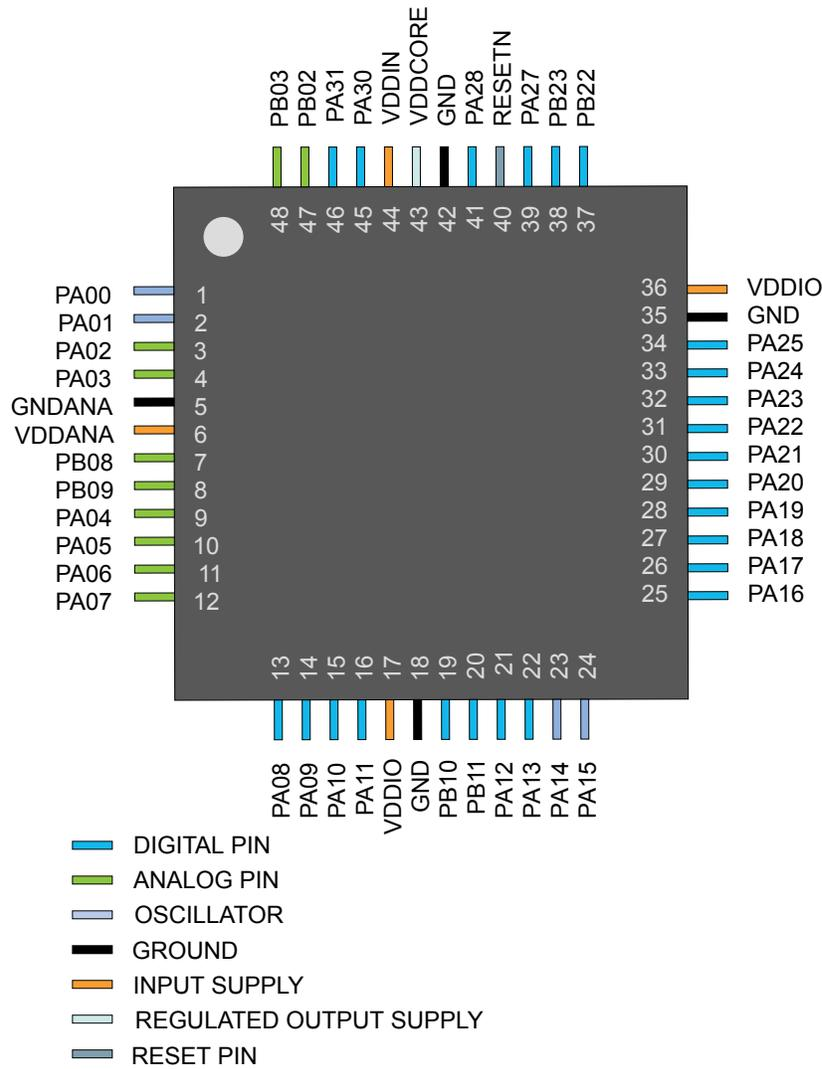 PB03
PB02
PA31
PA30
VDDIN
VDDCORE
GND
PA28
RESETN
PA27
PB23
PB22
48
47
46
45
44
43
42
41
40
39
38
37
PA00 1
PA01 2
PA02 3
PA03 4
GNDANA 5
VDDANA 6
PB08 7
PB09 8
PA04 9
PA05 10
PA06 11
PA07 12
36 VDDIO
35 GND
34 PA25
33 PA24
32 PA23
31 PA22
30 PA21
29 PA20
28 PA19
27 PA18
26 PA17
25 PA16
13
14
15
16
17
18
19
20
21
22
23
24
PA08
PA09
PA10
PA11
VDDIO
GND
PB10
PB11
PA12
PA13
PA14
PA15
DIGITAL PIN
ANALOG PIN
OSCILLATOR
GROUND
INPUT SUPPLY
REGULATED OUTPUT SUPPLY
RESET PIN